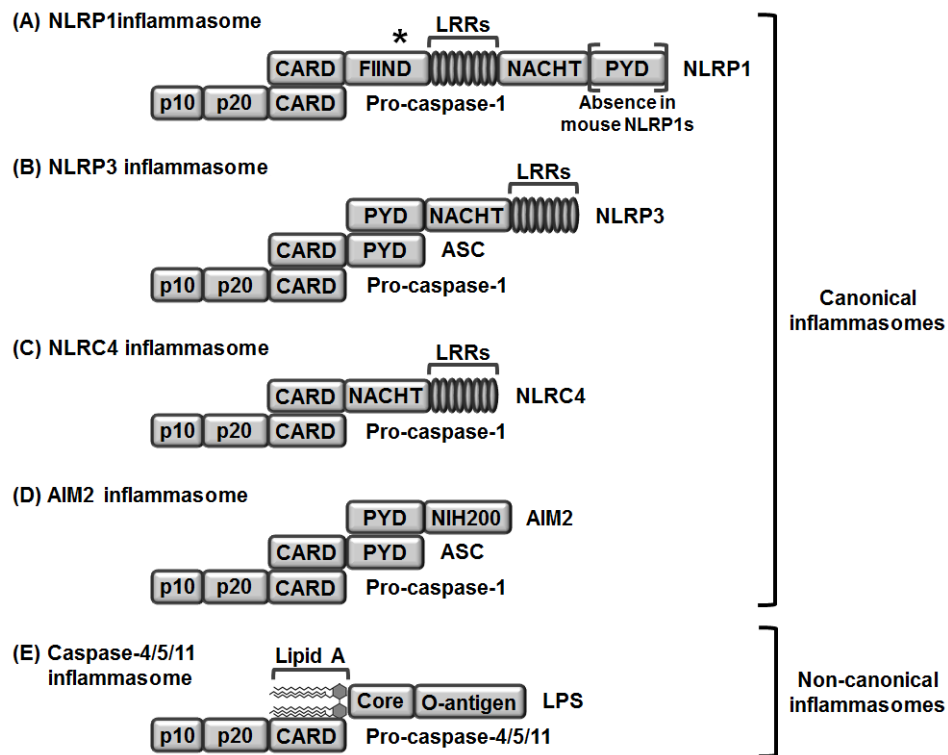 (A) NLRP1inflammasome
*
LRRs
CARD FIIND NACHT PYD NLRP1
p10 p20 CARD Pro-caspase-1 Absence in
mouse NLRP1s
(B) NLRP3 inflammasome
LRRs
PYD NACHT NLRP3
CARD PYD ASC
p10 p20 CARD Pro-caspase-1
Canonical
inflammasomes
(C) NLRC4 inflammasome
LRRs
CARD NACHT NLRC4
p10 p20 CARD Pro-caspase-1
(D) AIM2 inflammasome
PYD NIH200 AIM2
CARD PYD ASC
p10 p20 CARD Pro-caspase-1
(E) Caspase-4/5/11
inflammasome
Lipid A
Core O-antigen LPS
p10 p20 CARD Pro-caspase-4/5/11
Non-canonical
inflammasomes